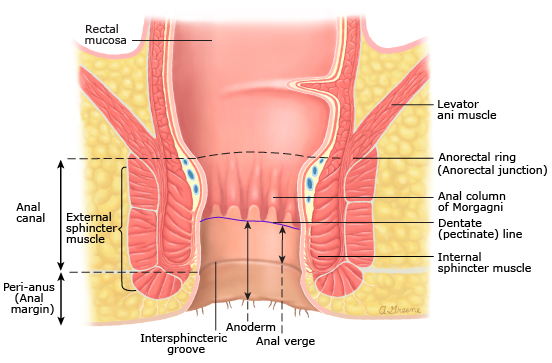 Rectal
mucosa
Levator
ani muscle
Anorectal ring
(Anorectal junction)
Anal column
of Morgagni
Dentate
(pectinate) line
Internal
sphincter muscle
Anal
canal
External
sphincter
muscle
Peri-anus
(Anal
margin)
Intersphincteric
groove
Anoderm
Anal verge
A.Greene